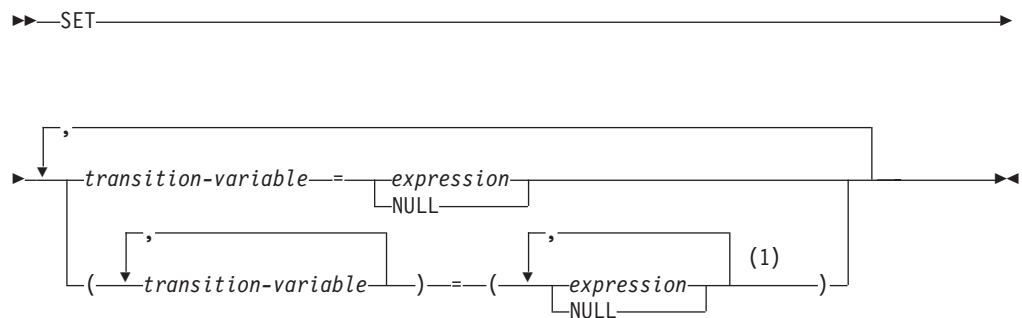 SET
,
transition-variable = expression
NULL
, ,
(1)
( transition-variable ) = ( expression )
NULL